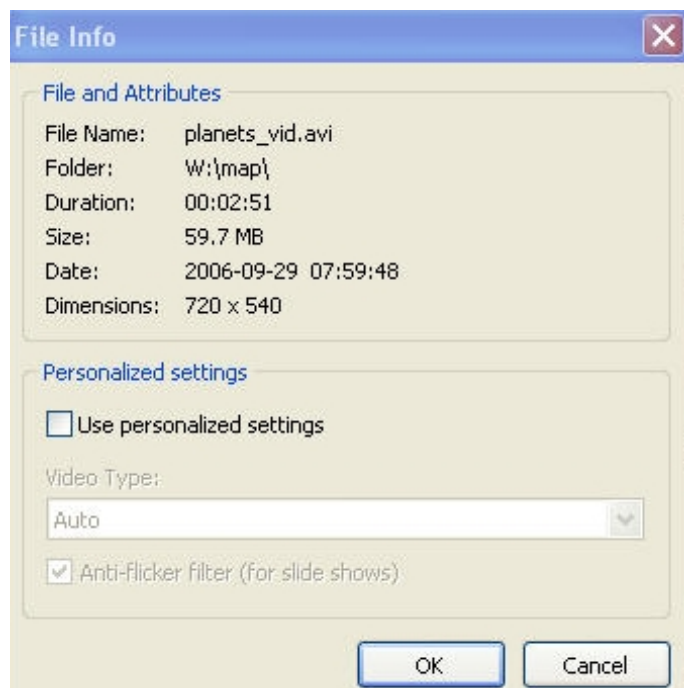 File Info
File and Attributes
File Name: planets_vid.avi
Folder: W:\map\
Duration: 00:02:51
Size: 59.7 MB
Date: 2006-09-29 07:59:48
Dimensions: 720 x 540
Personalized settings
Use personalized settings
Video Type:
Auto
Anti-flicker filter (for slide shows)
OK Cancel